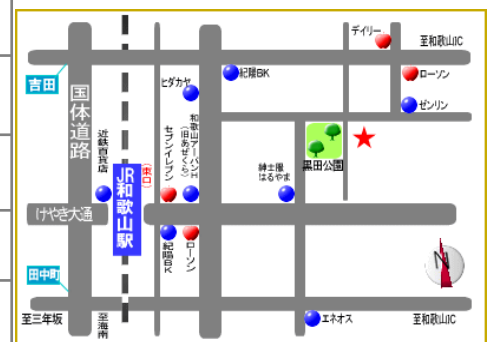 デイリー
至和歌山IC
ローソン
ゼンリン
紀陽BK
ヒダカヤ
吉田
国体道路
近鉄百貨店
JR和歌山駅
(東口)
セブンイレブン
和歌山アーバンH
(旧あぜくら)
黒田公園
紳士服
はるやま
けやき大通
紀陽BK
ローソン
N
田中町
至三年坂
至海南
エネオス
至和歌山IC